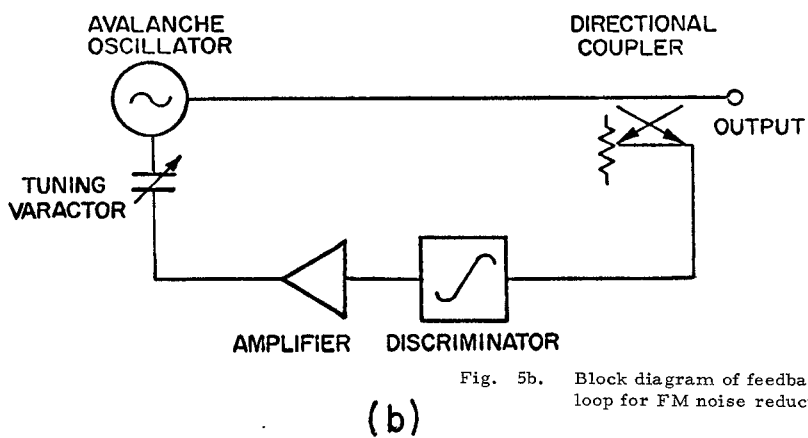 AVALANCHE
OSCILLATOR
DIRECTIONAL
COUPLER
OUTPUT
TUNING
VARACTOR
AMPLIFIER
DISCRIMINATOR
Fig. 5b. Block diagram of feedba
loop for FM noise reduc
(b)